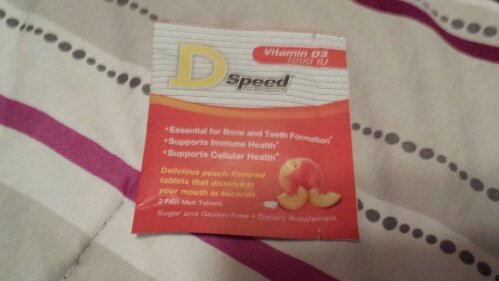 Vitamin D3
1000 IU
D Speed
•Essential for Bone and Teeth Formation*
•Supports Immune Health*
•Supports Cellular Health*
Delicious peach-flavored
tablets that dissolve in
your mouth in seconds.
2 Fast-Melt Tablets
Sugar and Gluten-Free • Dietary Supplement